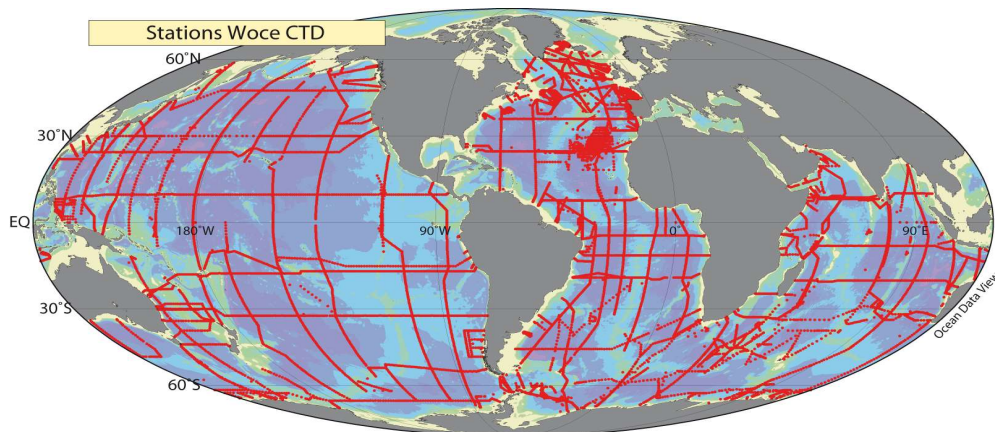 Stations Woce CTD
60˚N
30˚N
EQ
180˚W
90˚W
0˚
90˚E
30˚S
Ocean Data View
60˚S